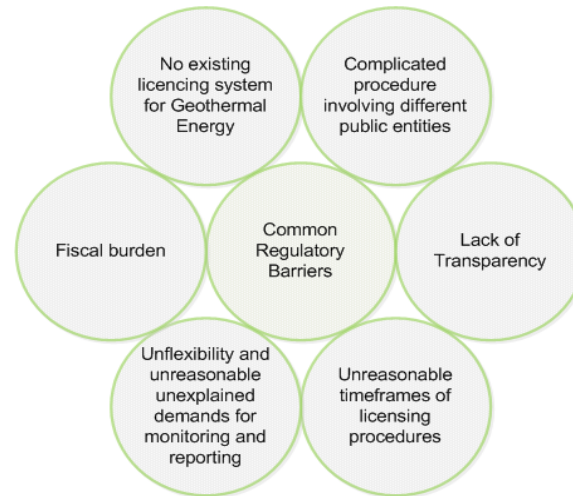 No existing
licencing system
for Geothermal
Energy
Complicated
procedure
involving different
public entities
Fiscal burden
Common
Regulatory
Barriers
Lack of
Transparency
Unflexibility and
unreasonable
unexplained
demands for
monitoring and
reporting
Unreasonable
timeframes of
licensing
procedures